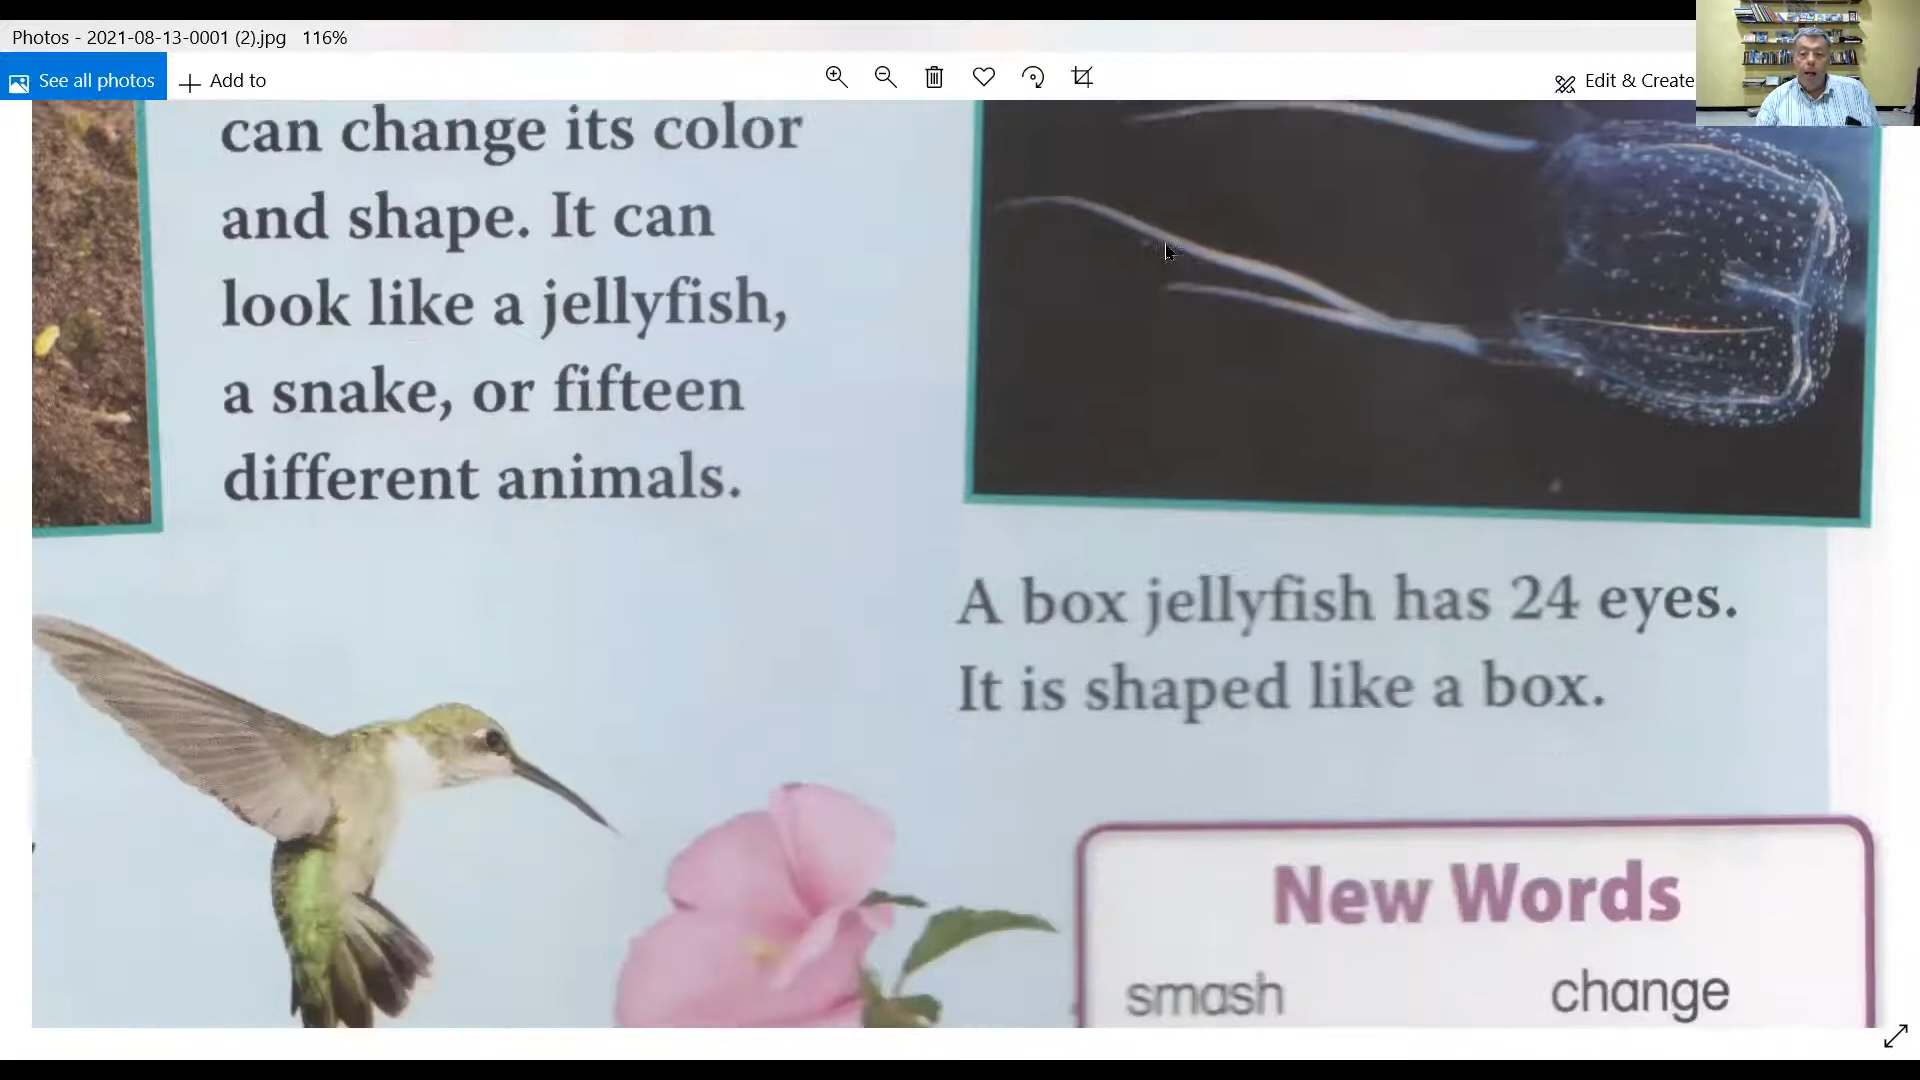 Photos - 2021-08-13-0001 (2).jpg 116%
See all photos
Add to
Edit & Create
can change its color
and shape. It can
look like a jellyfish,
a snake, or fifteen
different animals.
A box jellyfish has 24 eyes.
It is shaped like a box.
New Words
smash change